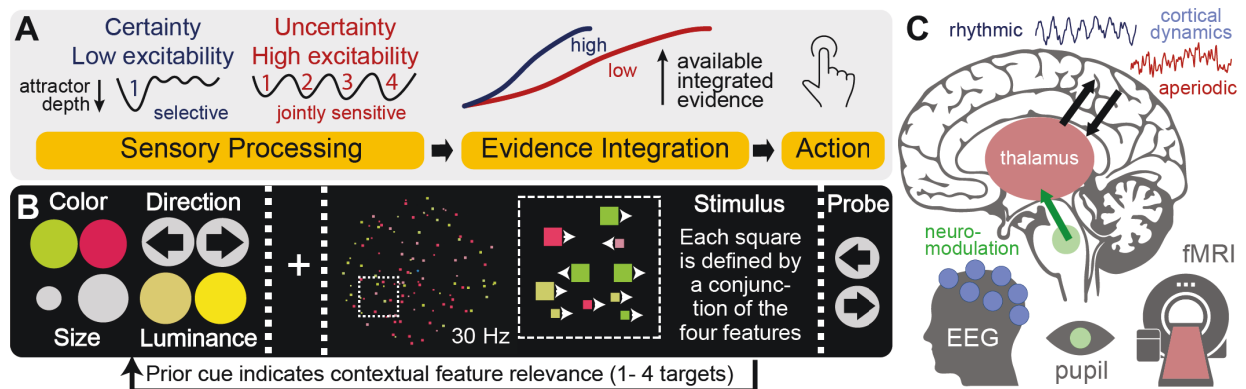 A
Certainty
Low excitability
attractor
depth
1
selective
Uncertainty
High excitability
1 2 3 4
jointly sensitive
high
low
available
integrated
evidence
Sensory Processing
Evidence Integration
Action
B
Color
Direction
Size
Luminance
+
30 Hz
Stimulus
Each square
is defined by
a conjunc-
tion of the
four features
Probe
Prior cue indicates contextual feature relevance (1- 4 targets)
C
rhythmic
cortical
dynamics
aperiodic
thalamus
neuro-
modulation
fMRI
EEG
pupil